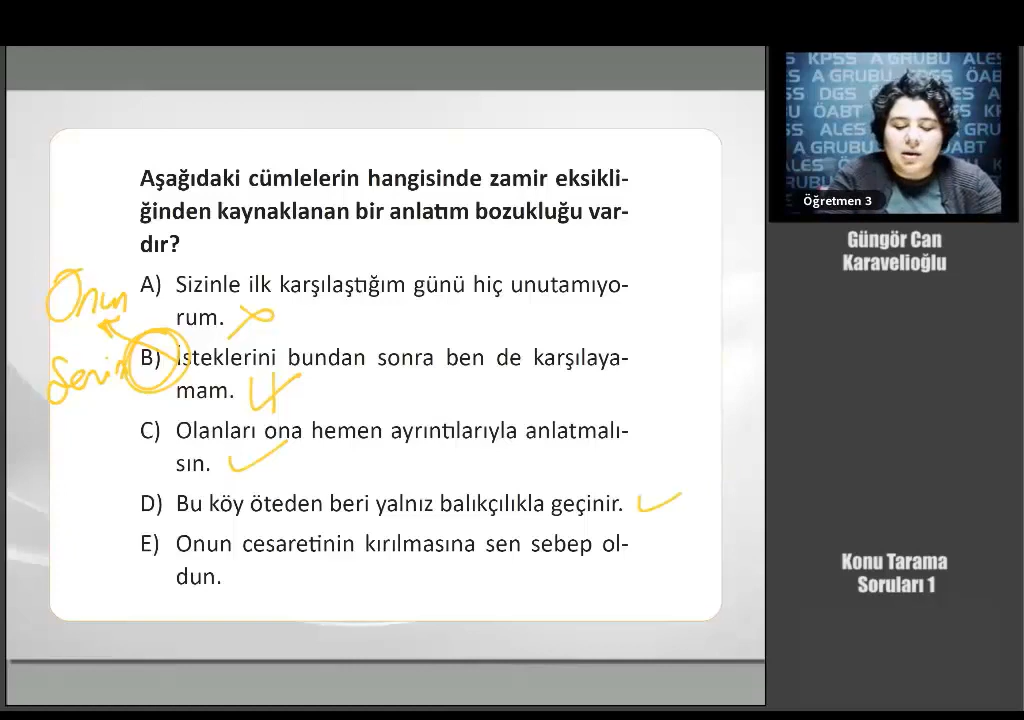 Aşağıdaki cümlelerin hangisinde zamir eksikli-
ğinden kaynaklanan bir anlatım bozukluğu var-
dır?
A) Sizinle ilk karşılaştığım günü hiç unutamıyo-
rum.
Onun
B) İsteklerini bundan sonra ben de karşılaya-
mam.
Senin
C) Olanları ona hemen ayrıntılarıyla anlatmalı-
sın.
D) Bu köy öteden beri yalnız balıkçılıkla geçinir.
E) Onun cesaretinin kırılmasına sen sebep ol-
dun.
S KPSS A GRUBU ALES
Öğretmen 3
Güngör Can
Karavelioğlu
Konu Tarama
Soruları 1